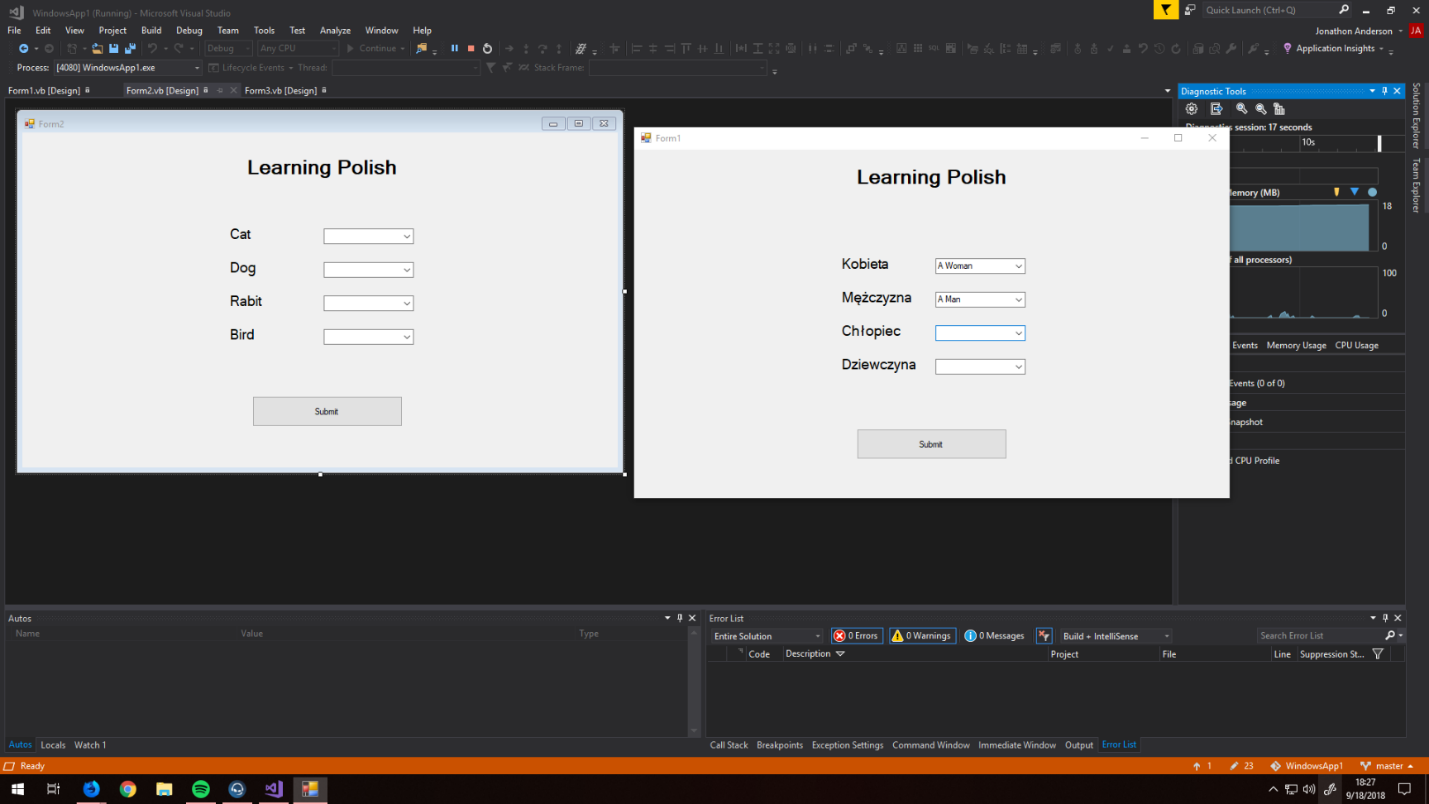 WindowsApp1 (Running) - Microsoft Visual Studio
Quick Launch (Ctrl+Q)
File Edit View Project Build Debug Team Tools Test Analyze Window Help
Jonathon Anderson JA
Debug Any CPU Continue
Application Insights
Process: [4080] WindowsApp1.exe Lifecycle Events Thread: Stack Frame:
Form1.vb [Design] Form2.vb [Design] Form3.vb [Design]
Form2
Learning Polish
Cat
Dog
Rabit
Bird
Submit
Form1
Learning Polish
Kobieta A Woman
Mężczyzna A Man
Chłopiec
Dziewczyna
Submit
Diagnostic Tools
session: 17 seconds
10s
emory (MB)
18
0
f all processors)
100
0
Events Memory Usage CPU Usage
Events (0 of 0)
sage
napshot
d CPU Profile
Solution Explorer
Team Explorer
Autos
Name Value Type
Autos Locals Watch 1
Error List
Entire Solution 0 Errors 0 Warnings 0 Messages Build + IntelliSense Search Error List
Code Description Project File Line Suppression St...
Call Stack Breakpoints Exception Settings Command Window Immediate Window Output Error List
Ready
1 23 WindowsApp1 master
18:27
9/18/2018